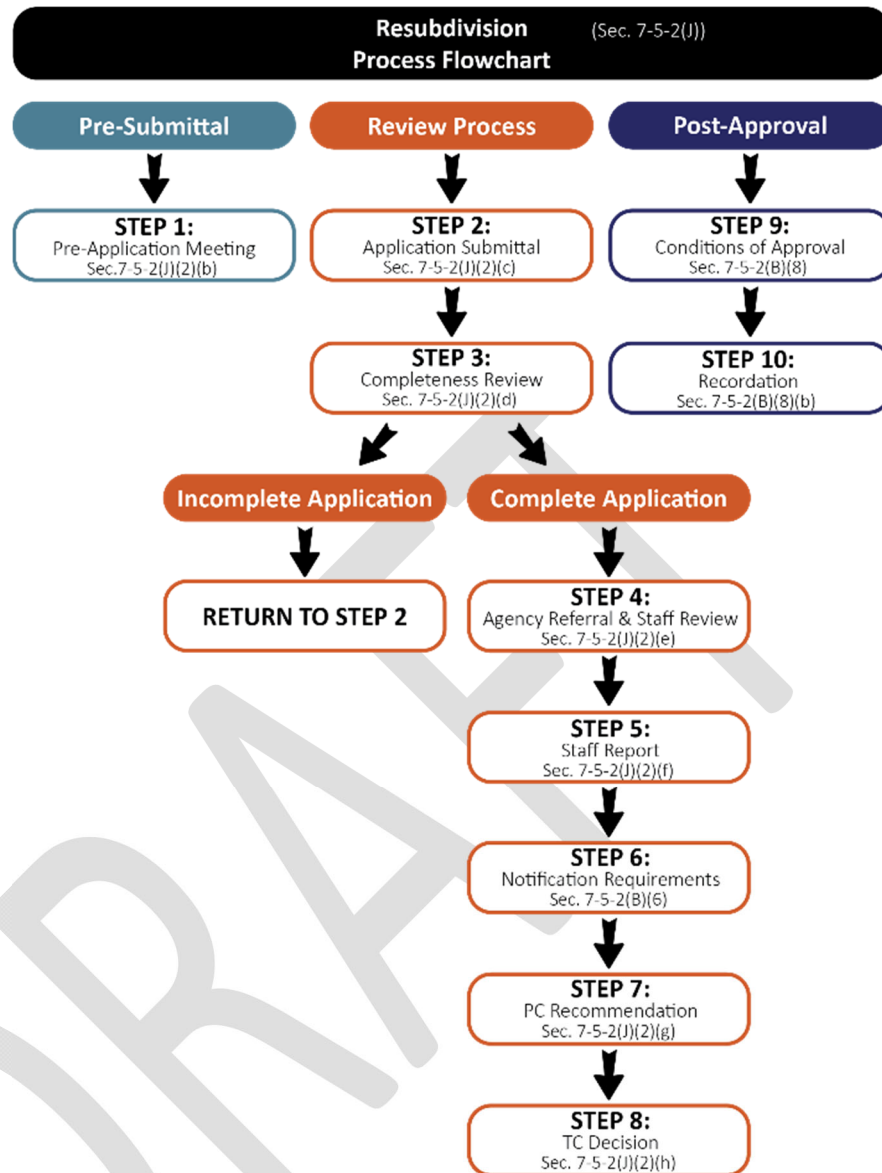 Resubdivision (Sec. 7-5-2(J))
Process Flowchart
Pre-Submittal
Review Process
Post-Approval
STEP 1:
Pre-Application Meeting
Sec.7-5-2(J)(2)(b)
STEP 2:
Application Submittal
Sec. 7-5-2(J)(2)(c)
STEP 9:
Conditions of Approval
Sec. 7-5-2(B)(8)
STEP 3:
Completeness Review
Sec. 7-5-2(J)(2)(d)
STEP 10:
Recordation
Sec. 7-5-2(B)(8)(b)
Incomplete Application
Complete Application
RETURN TO STEP 2
STEP 4:
Agency Referral & Staff Review
Sec. 7-5-2(J)(2)(e)
STEP 5:
Staff Report
Sec. 7-5-2(J)(2)(f)
STEP 6:
Notification Requirements
Sec. 7-5-2(B)(6)
STEP 7:
PC Recommendation
Sec. 7-5-2(J)(2)(g)
STEP 8:
TC Decision
Sec. 7-5-2(J)(2)(h)
DRAFT